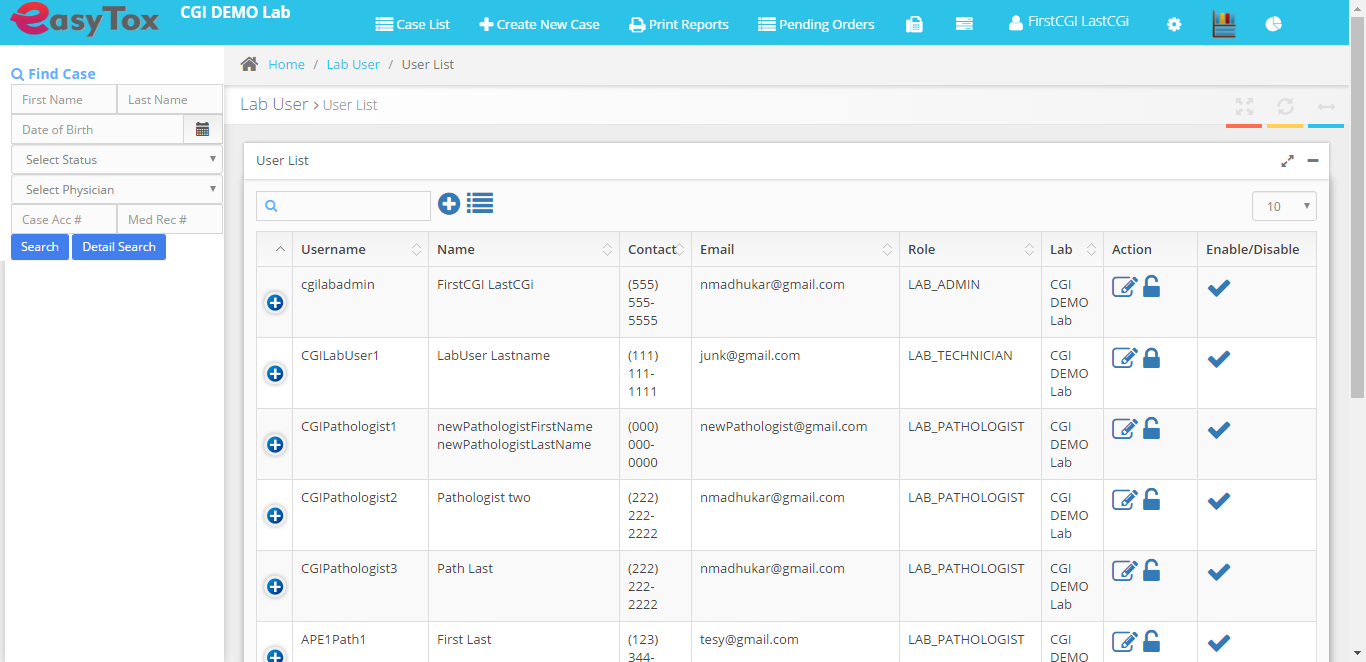 easyTox
CGI DEMO Lab
Case List
Create New Case
Print Reports
Pending Orders
FirstCGI LastCGi
Find Case
First Name
Last Name
Date of Birth
Select Status
Select Physician
Case Acc #
Med Rec #
Search
Detail Search
Home / Lab User / User List
Lab User > User List
User List
10
Username
Name
Contact
Email
Role
Lab
Action
Enable/Disable
cgilabadmin
FirstCGI LastCGi
(555)
555-
5555
nmadhukar@gmail.com
LAB_ADMIN
CGI
DEMO
Lab
CGILabUser1
LabUser Lastname
(111)
111-
1111
junk@gmail.com
LAB_TECHNICIAN
CGI
DEMO
Lab
CGIPathologist1
newPathologistFirstName
newPathologistLastName
(000)
000-
0000
newPathologist@gmail.com
LAB_PATHOLOGIST
CGI
DEMO
Lab
CGIPathologist2
Pathologist two
(222)
222-
2222
nmadhukar@gmail.com
LAB_PATHOLOGIST
CGI
DEMO
Lab
CGIPathologist3
Path Last
(222)
222-
2222
nmadhukar@gmail.com
LAB_PATHOLOGIST
CGI
DEMO
Lab
APE1Path1
First Last
(123)
344-
tesy@gmail.com
LAB_PATHOLOGIST
CGI
DEMO